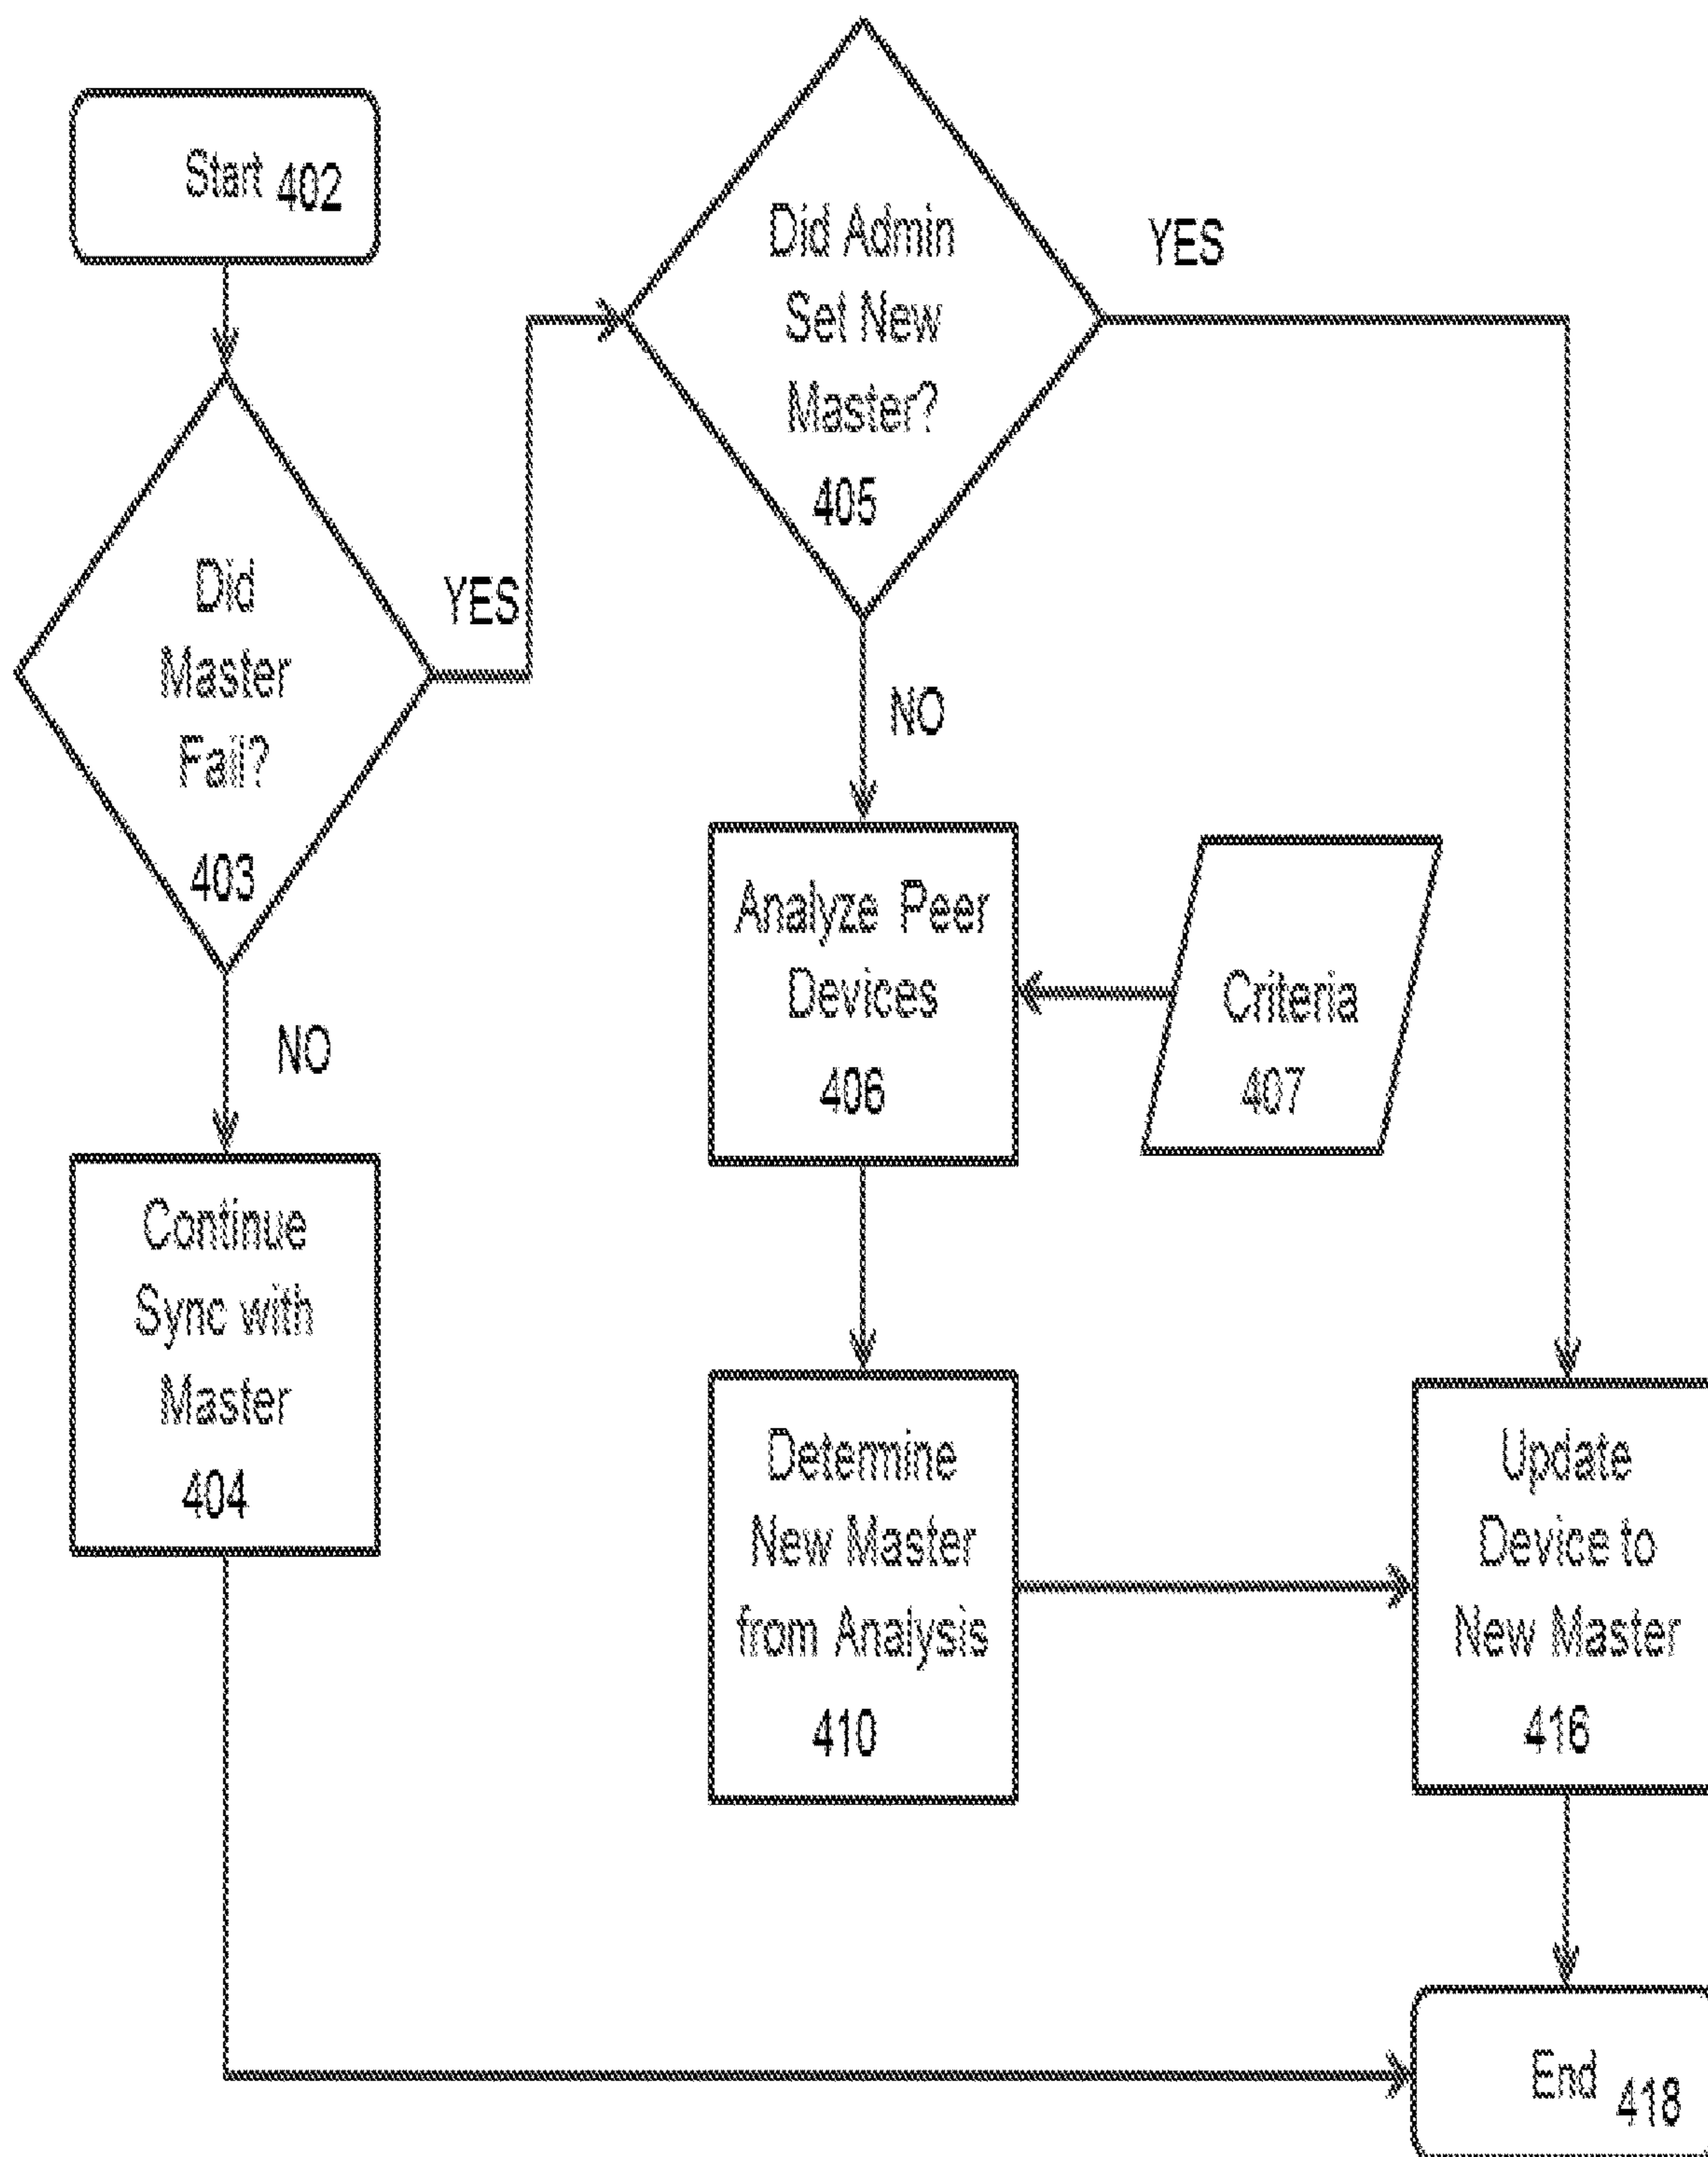 Start 402
Did
Master
Fail?
403
YES
NO
Continue
Sync with
Master
404
Did Admin
Set New
Master?
405
YES
NO
Analyze Peer
Devices
406
Criteria
407
Determine
New Master
from Analysis
410
Update
Device to
New Master
416
End 418